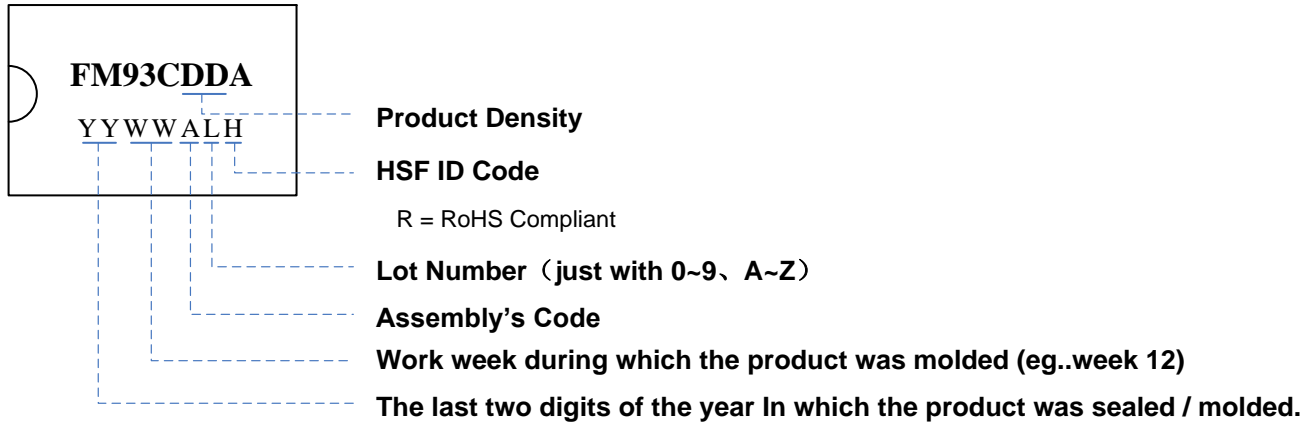 FM93CDDA
YYWWALH
Product Density
HSF ID Code
R = RoHS Compliant
Lot Number（just with 0~9、A~Z）
Assembly’s Code
Work week during which the product was molded (eg..week 12)
The last two digits of the year In which the product was sealed / molded.